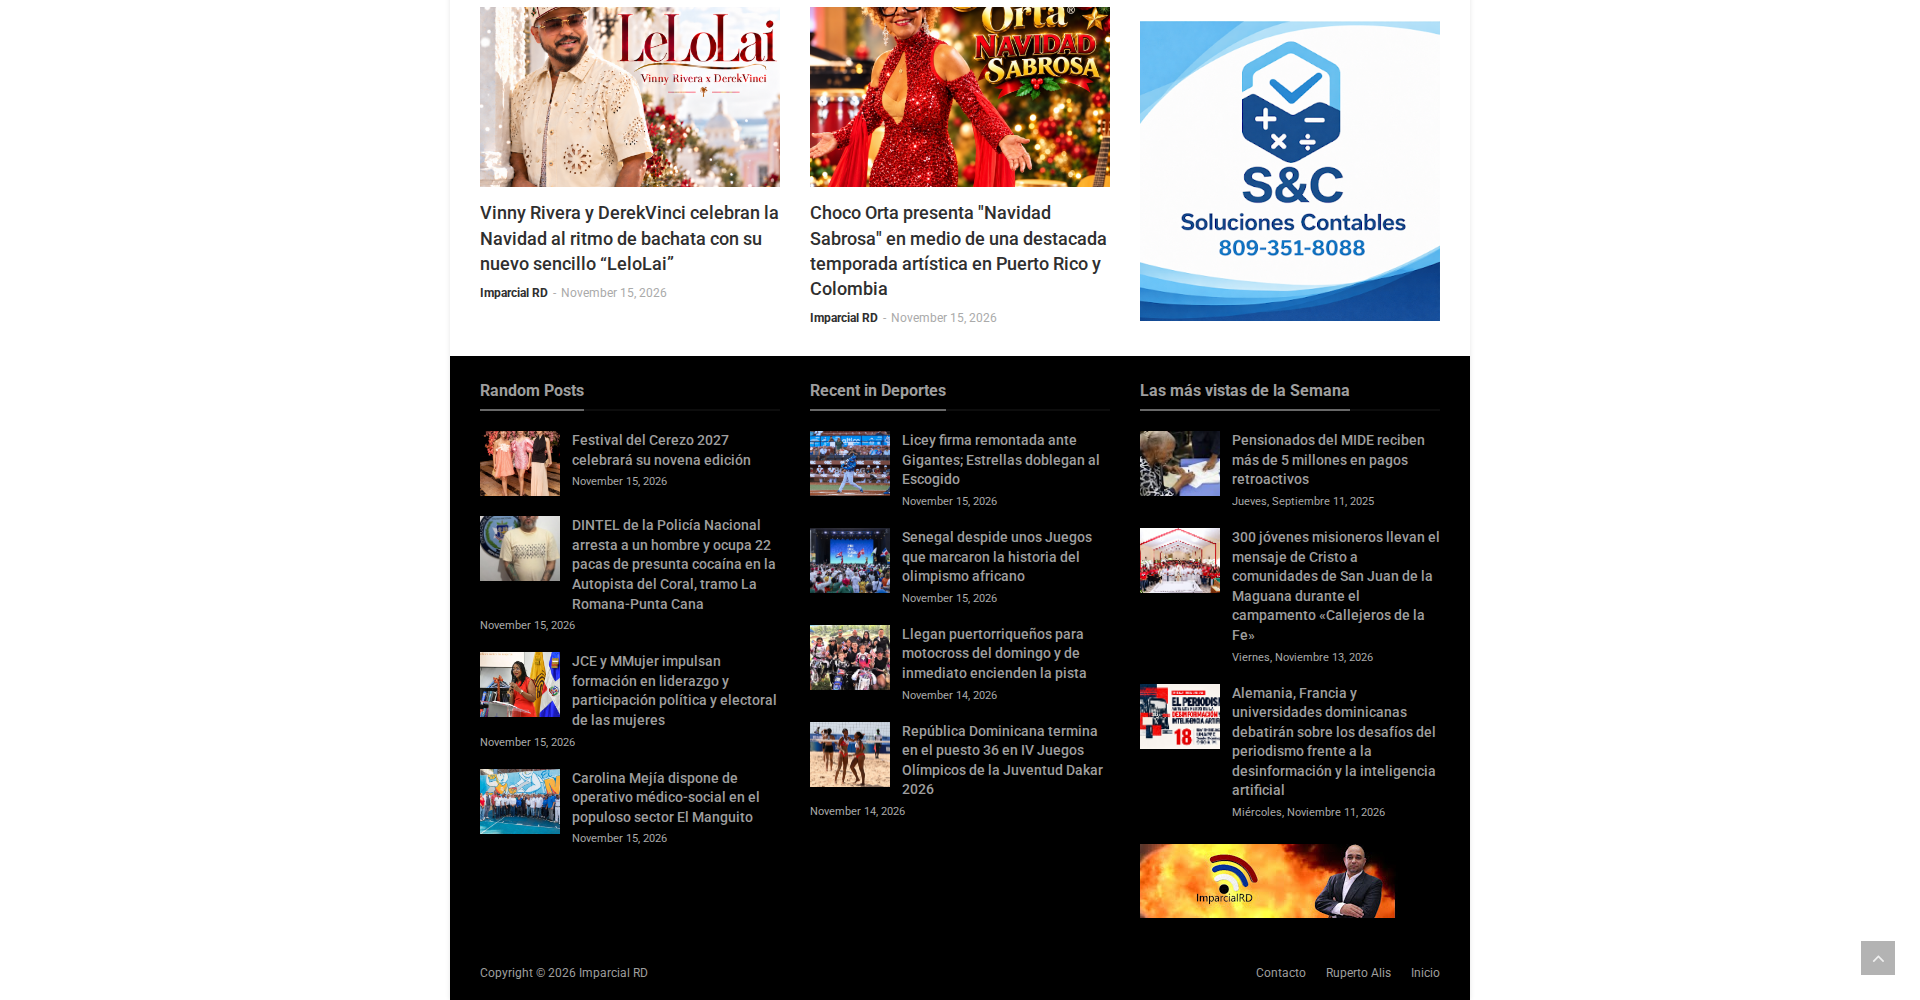 LeLoLai
Vinny Rivera x DerekVinci
Vinny Rivera y DerekVinci celebran la
Navidad al ritmo de bachata con su
nuevo sencillo “LeloLai”
Imparcial RD - November 15, 2026
Orta®
NAVIDAD
SABROSA
Choco Orta presenta "Navidad
Sabrosa" en medio de una destacada
temporada artística en Puerto Rico y
Colombia
Imparcial RD - November 15, 2026
S&C
Soluciones Contables
809-351-8088
Random Posts
Festival del Cerezo 2027
celebrará su novena edición
November 15, 2026
DINTEL de la Policía Nacional
arresta a un hombre y ocupa 22
pacas de presunta cocaína en la
Autopista del Coral, tramo La
Romana-Punta Cana
November 15, 2026
JCE y MMujer impulsan
formación en liderazgo y
participación política y electoral
de las mujeres
November 15, 2026
Carolina Mejía dispone de
operativo médico-social en el
populoso sector El Manguito
November 15, 2026
Recent in Deportes
Licey firma remontada ante
Gigantes; Estrellas doblegan al
Escogido
November 15, 2026
Senegal despide unos Juegos
que marcaron la historia del
olimpismo africano
November 15, 2026
Llegan puertorriqueños para
motocross del domingo y de
inmediato encienden la pista
November 14, 2026
República Dominicana termina
en el puesto 36 en IV Juegos
Olímpicos de la Juventud Dakar
2026
November 14, 2026
Las más vistas de la Semana
Pensionados del MIDE reciben
más de 5 millones en pagos
retroactivos
Jueves, Septiembre 11, 2025
300 jóvenes misioneros llevan el
mensaje de Cristo a
comunidades de San Juan de la
Maguana durante el
campamento «Callejeros de la
Fe»
Viernes, Noviembre 13, 2026
EL PERIODISM
DESINFORMACIÓN
18
Alemania, Francia y
universidades dominicanas
debatirán sobre los desafíos del
periodismo frente a la
desinformación y la inteligencia
artificial
Miércoles, Noviembre 11, 2026
ImparcialRD
Copyright © 2026 Imparcial RD
Contacto Ruperto Alis Inicio